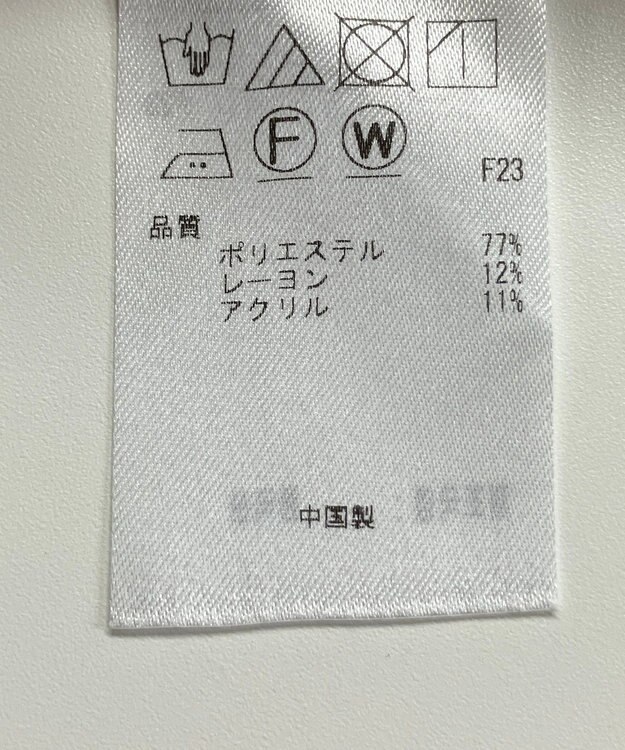 F W
F23
品質
ポリエステル 77%
レーヨン 12%
アクリル 11%
中国製